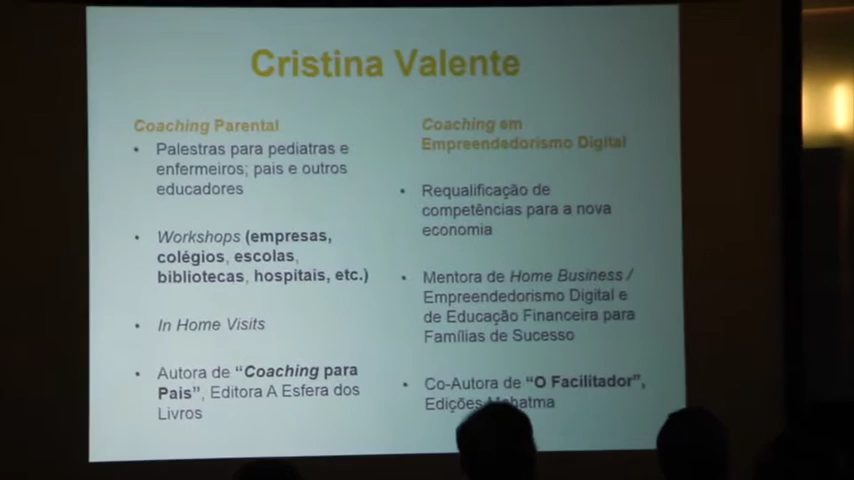 Cristina Valente
Coaching Parental
• Palestras para pediatras e
enfermeiros; pais e outros
educadores
• Workshops (empresas,
colégios, escolas,
bibliotecas, hospitais, etc.)
• In Home Visits
• Autora de “Coaching para
Pais”, Editora A Esfera dos
Livros
Coaching em
Empreendedorismo Digital
• Requalificação de
competências para a nova
economia
• Mentora de Home Business /
Empreendedorismo Digital e
de Educação Financeira para
Famílias de Sucesso
• Co-Autora de “O Facilitador”,
Edições